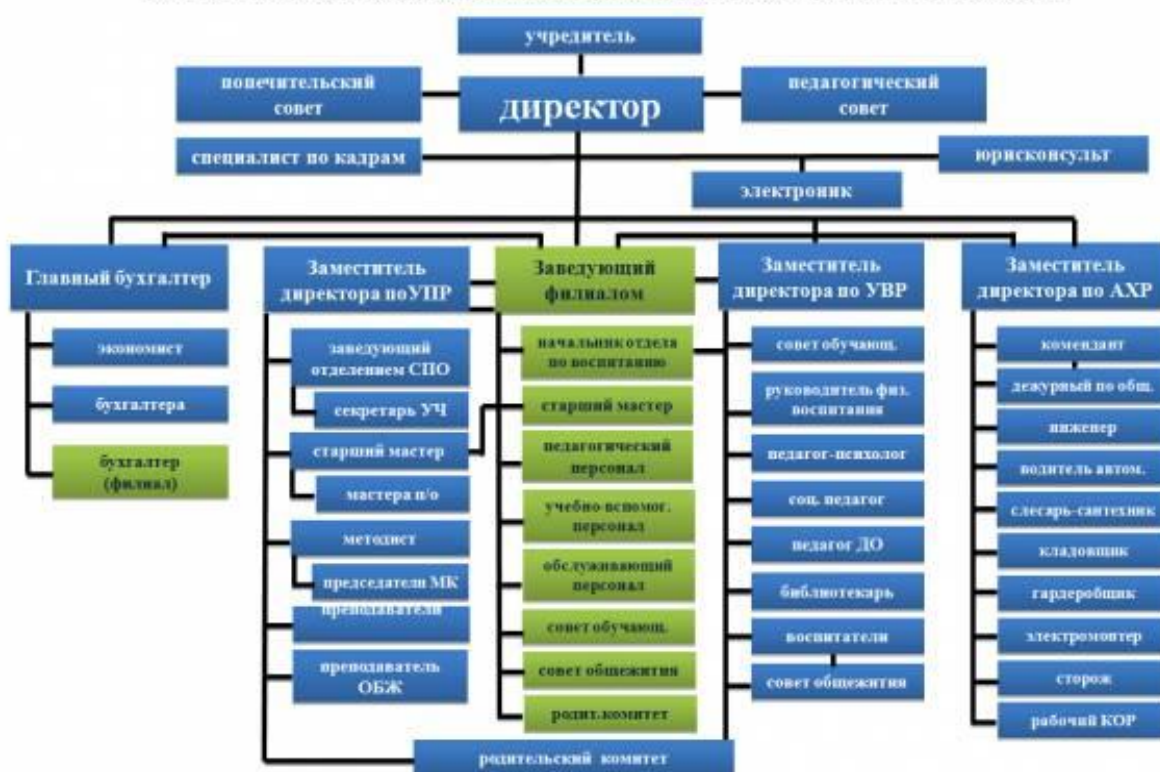 учредитель
попечительский
совет
директор
педагогический
совет
специалист по кадрам
юрисконсульт
электроник
Главный бухгалтер
экономист
бухгалтера
бухгалтер
(филиал)
Заместитель
директора поУПР
заведующий
отделением СПО
секретарь УЧ
старший мастер
мастера п/о
методист
председатели МК
преподаватели
преподаватель
ОБЖ
Заведующий
филиалом
начальник отдела
по воспитанию
старший мастер
педагогический
персонал
учебно-вспомог.
персонал
обслуживающий
персонал
совет обучающ.
совет общежития
родит.комитет
Заместитель
директора по УВР
совет обучающ.
руководитель физ.
воспитания
педагог-психолог
соц. педагог
педагог ДО
библиотекарь
воспитатели
совет общежития
Заместитель
директора по АХР
комендант
дежурный по общ.
инженер
водитель автом.
слесарь-сантехник
кладовщик
гардеробщик
электромонтер
сторож
рабочий КОР
родительский комитет